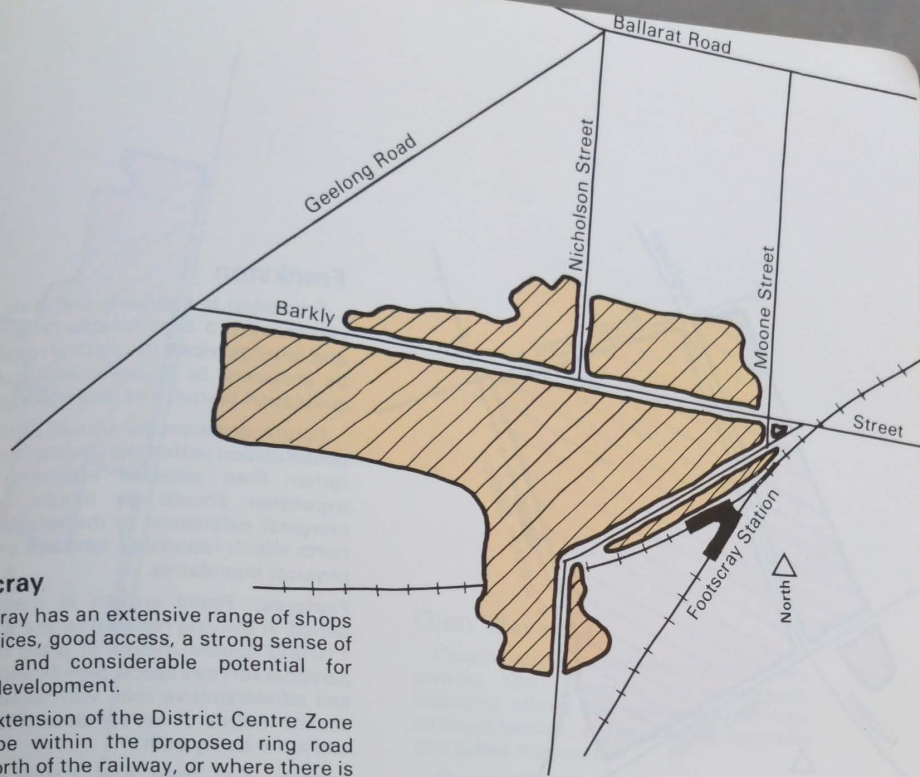 Ballarat Road
Geelong Road
Nicholson Street
Moone Street
Barkly
Street
Footscray Station
North
cray
ray has an extensive range of shops
ices, good access, a strong sense of
and considerable potential for
development.
xtension of the District Centre Zone
be within the proposed ring road
orth of the railway, or where there is